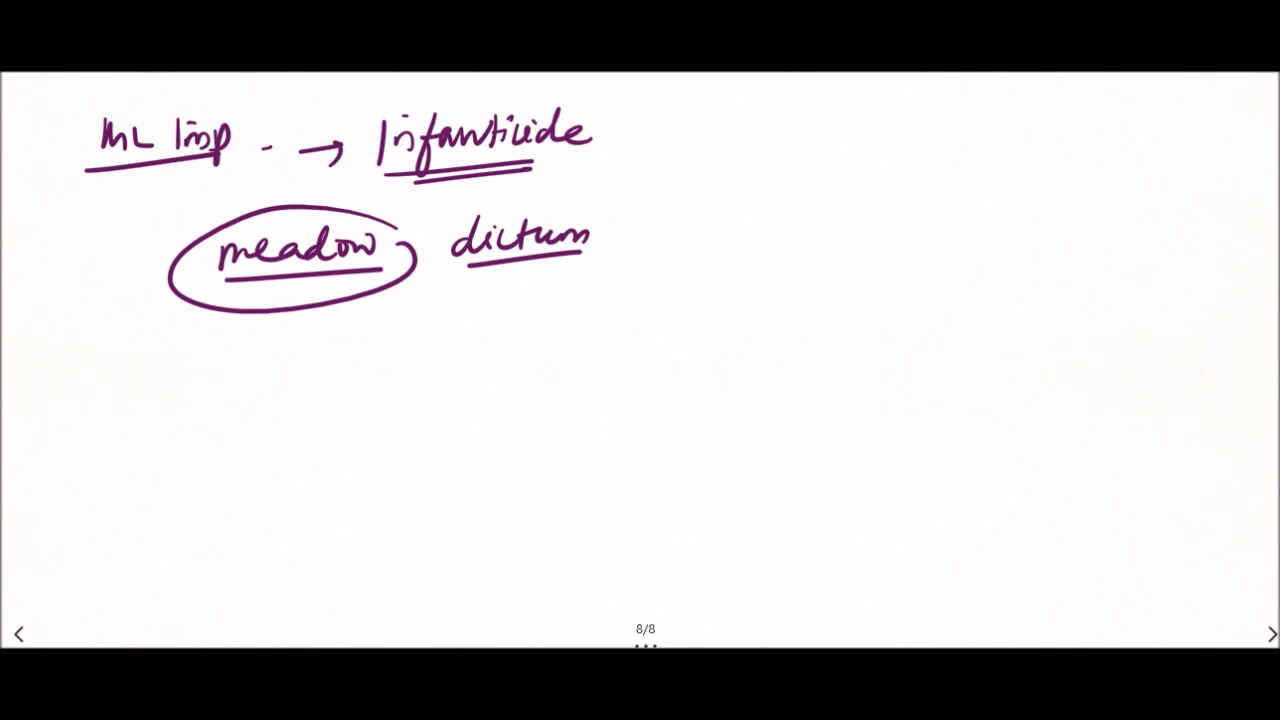 ML Imp . → Infanticide
meadow dictum
8/8